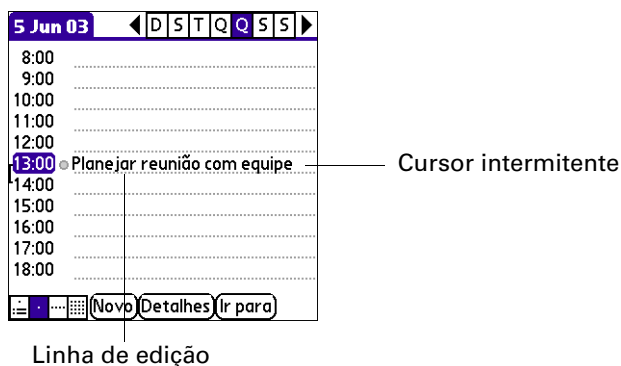 5 Jun 03 D S T Q Q S S
8:00
9:00
10:00
11:00
12:00
13:00 Planejar reunião com equipe
Cursor intermitente
14:00
15:00
16:00
17:00
18:00
Novo Detalhes Ir para
Linha de edição